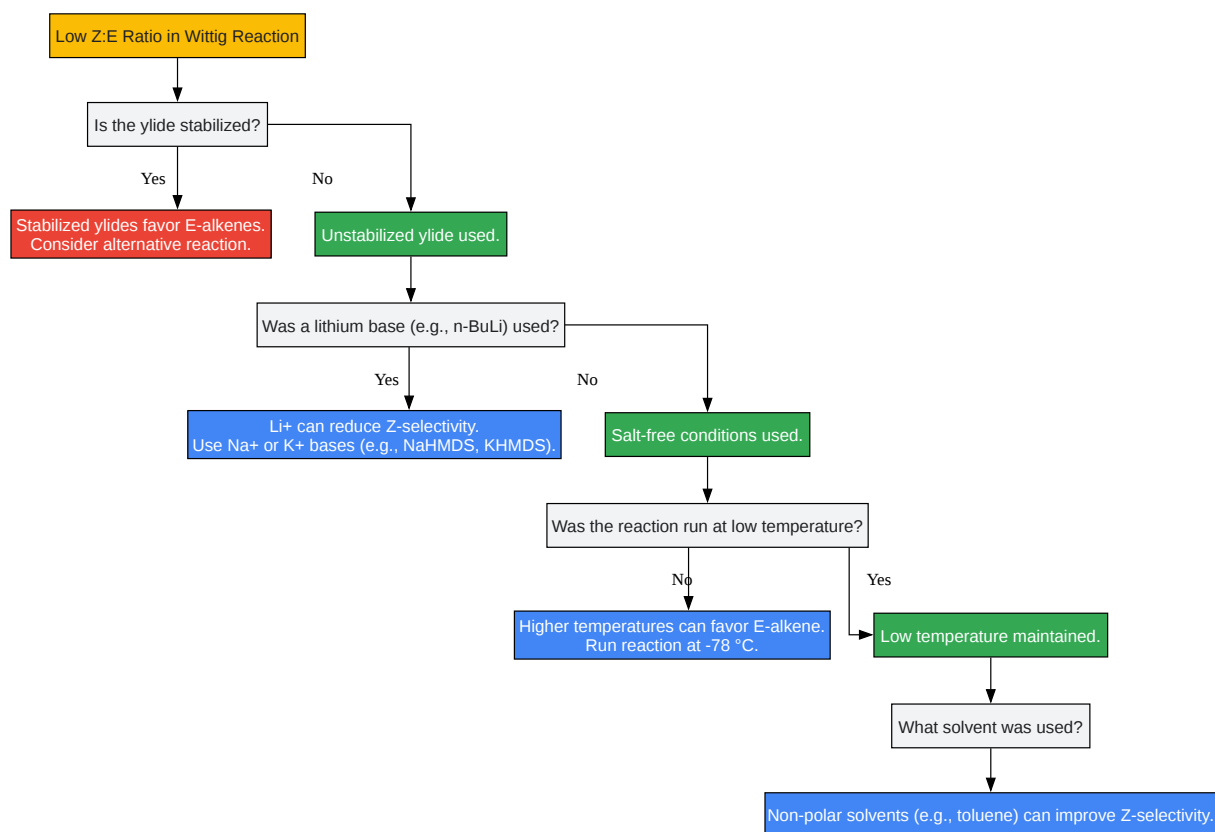 Low Z:E Ratio in Wittig Reaction
Is the ylide stabilized?
Yes
No
Stabilized ylides favor E-alkenes.
Consider alternative reaction.
Unstabilized ylide used.
Was a lithium base (e.g., n-BuLi) used?
Yes
No
Li+ can reduce Z-selectivity.
Use Na+ or K+ bases (e.g., NaHMDS, KHMDS).
Salt-free conditions used.
Was the reaction run at low temperature?
No
Yes
Higher temperatures can favor E-alkene.
Run reaction at -78 °C.
Low temperature maintained.
What solvent was used?
Non-polar solvents (e.g., toluene) can improve Z-selectivity.